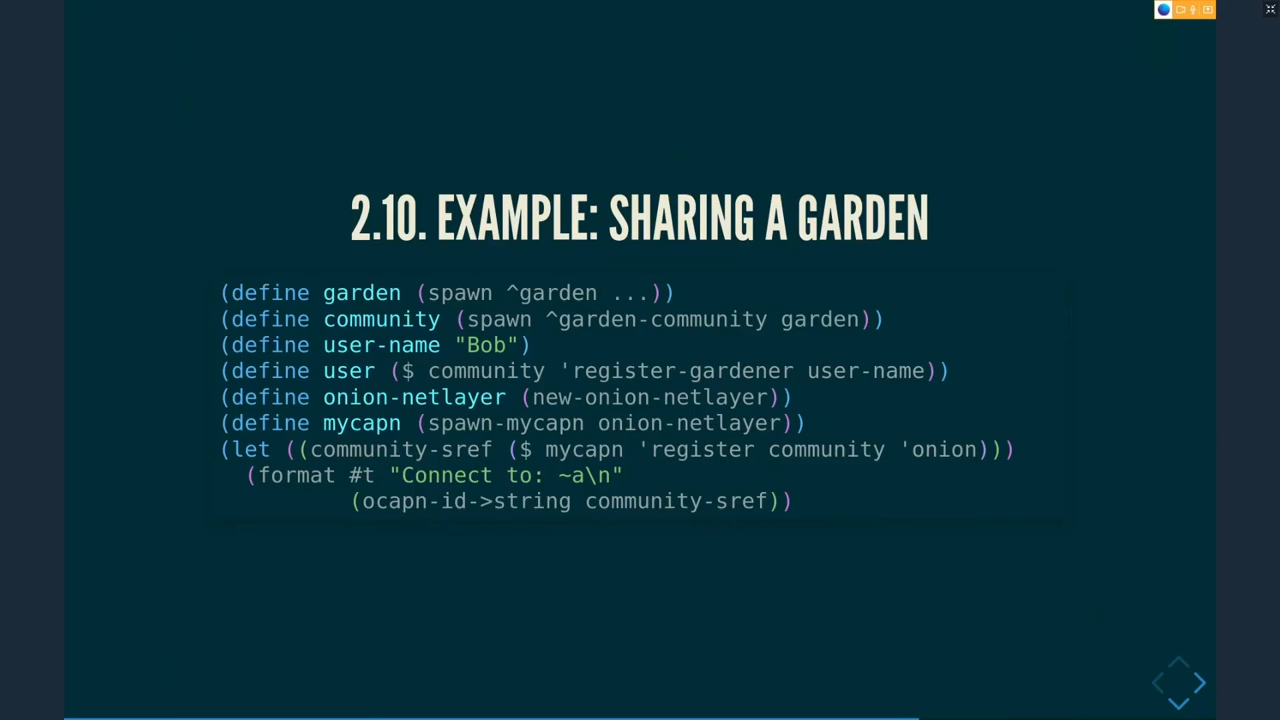 2.10. EXAMPLE: SHARING A GARDEN
(define garden (spawn ^garden ...))
(define community (spawn ^garden-community garden))
(define user-name "Bob")
(define user ($ community 'register-gardener user-name))
(define onion-netlayer (new-onion-netlayer))
(define mycapn (spawn-mycapn onion-netlayer))
(let ((community-sref ($ mycapn 'register community 'onion)))
  (format #t "Connect to: ~a\n"
          (ocapn-id->string community-sref))